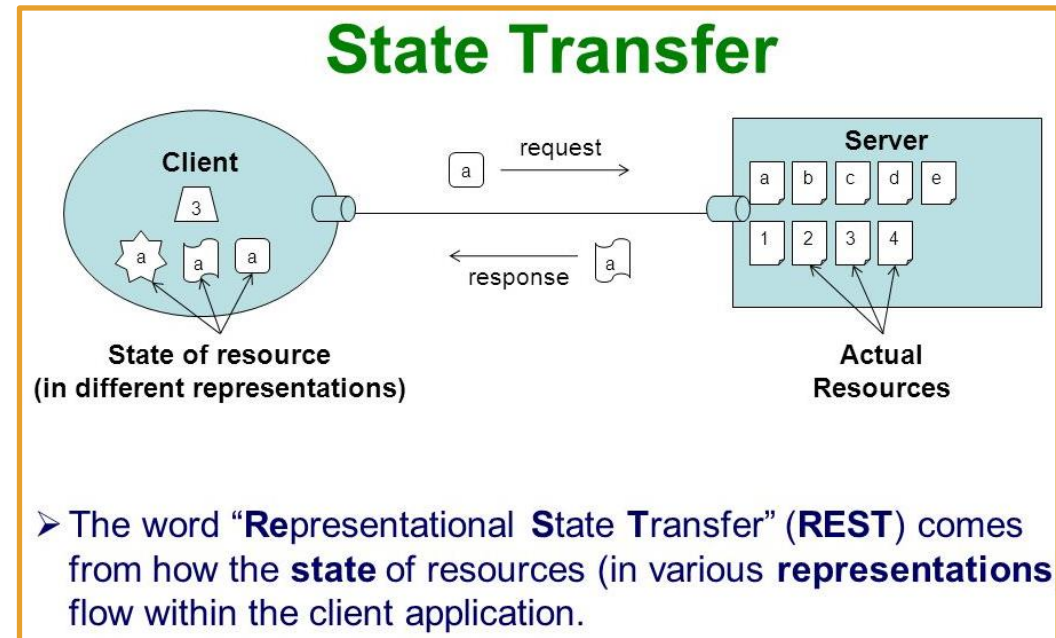 State Transfer
Client
3
a a a
State of resource
(in different representations)
a request
response a
Server
a b c d e
1 2 3 4
Actual
Resources
➢ The word “Representational State Transfer” (REST) comes
from how the state of resources (in various representations
flow within the client application.